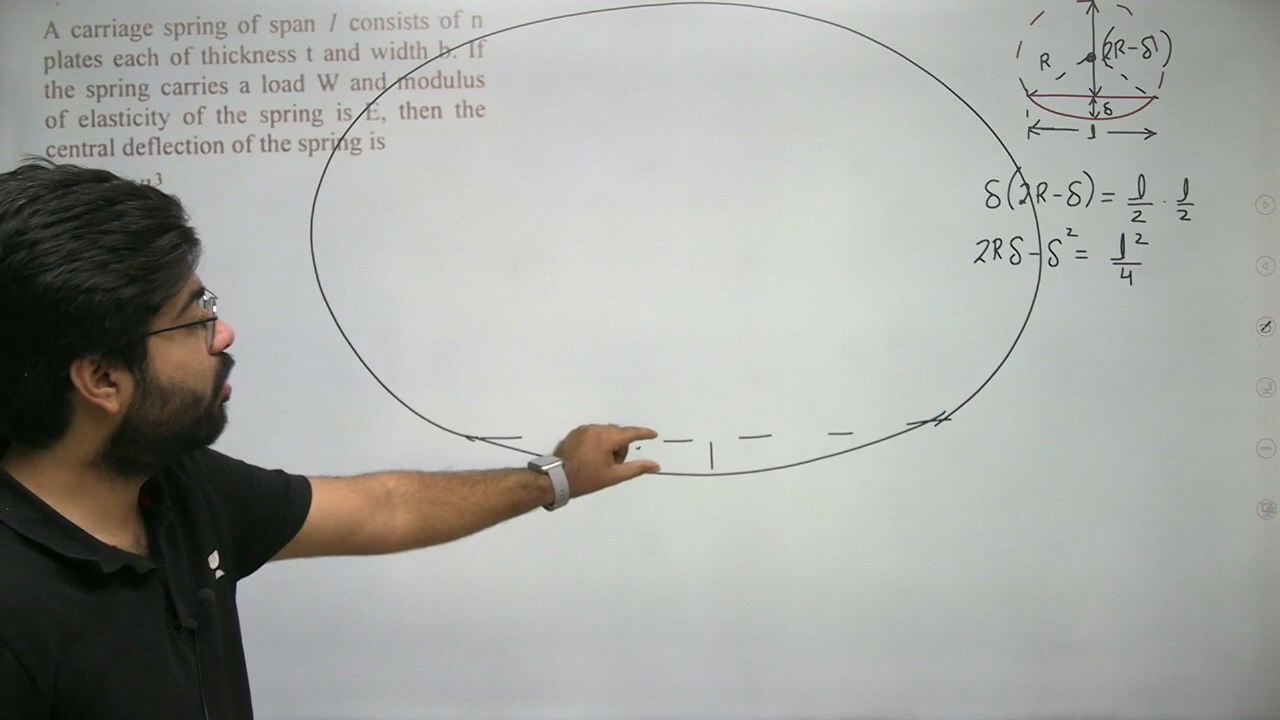 A carriage spring of span l consists of n
plates each of thickness t and width b. If
the spring carries a load W and modulus
of elasticity of the spring is E, then the
central deflection of the spring is
R (2R-δ)
δ
l
δ(2R-δ) = l/2 · l/2
2Rδ-δ² = l²/4